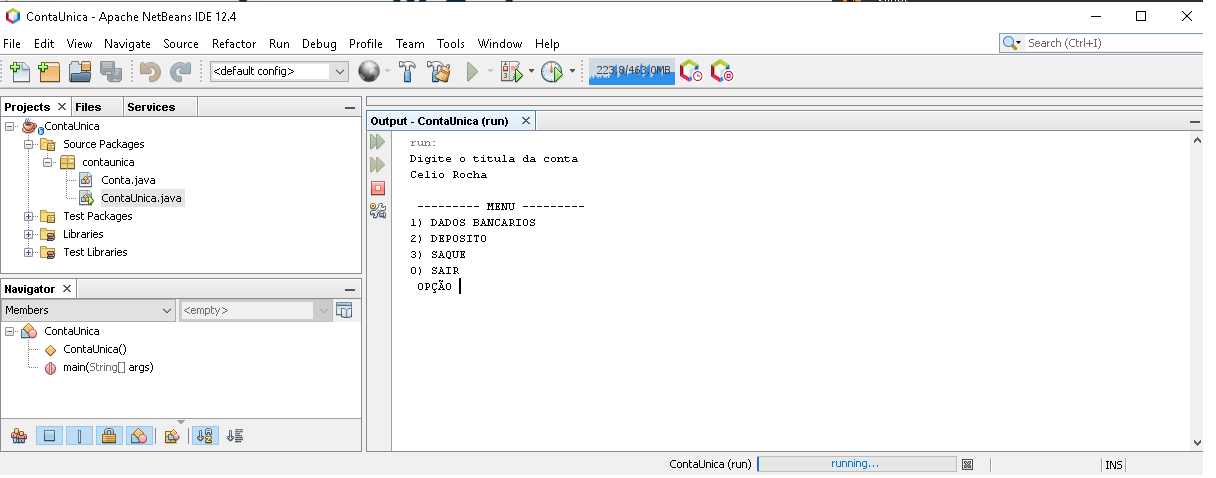 ContaUnica - Apache NetBeans IDE 12.4
File Edit View Navigate Source Refactor Run Debug Profile Team Tools Window Help
Search (Ctrl+I)
<default config>
223,8/463,0MB
Projects Files Services
ContaUnica
Source Packages
contaunica
Conta.java
ContaUnica.java
Test Packages
Libraries
Test Libraries
Navigator
Members
<empty>
ContaUnica
ContaUnica()
main(String[] args)
Output - ContaUnica (run)
run:
Digite o titula da conta
Celio Rocha
--------- MENU ---------
1) DADOS BANCARIOS
2) DEPOSITO
3) SAQUE
0) SAIR
OPÇÃO
ContaUnica (run)
running...
INS